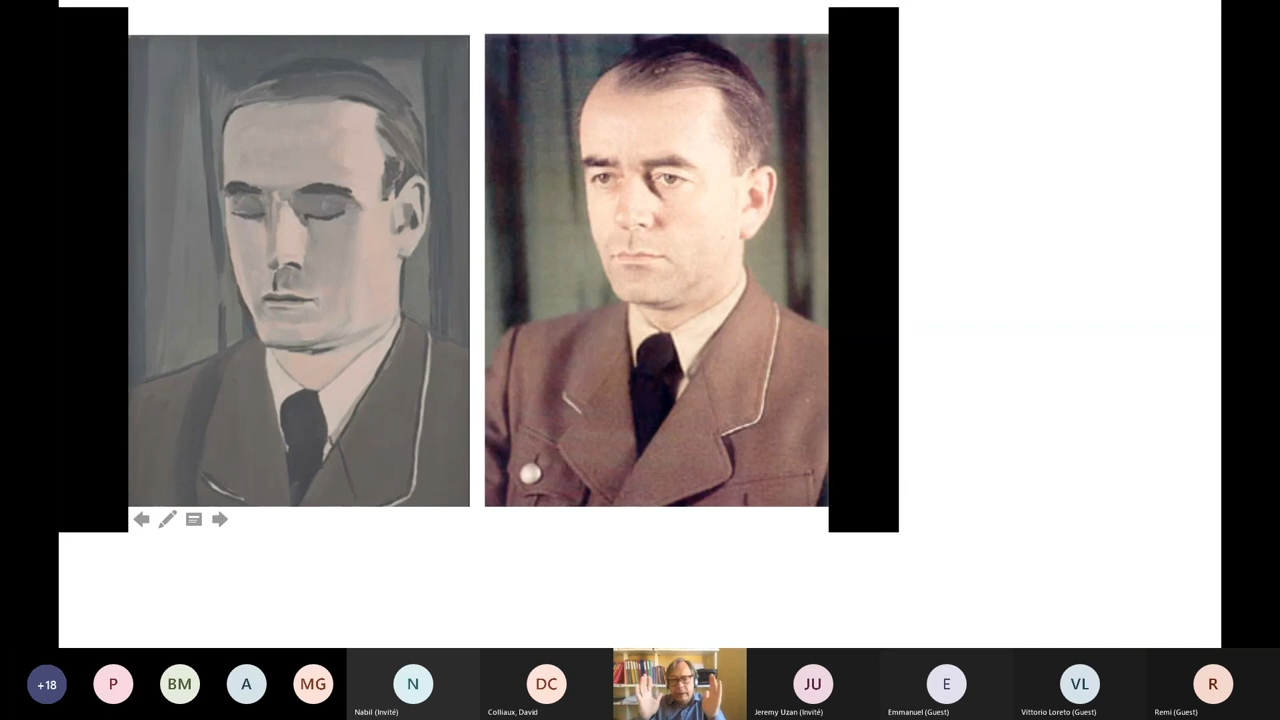 +18
P
BM
A
MG
N
DC
JU
E
VL
R
Nabil (Invité)
Colliaux, David
Jeremy Uzan (Invité)
Emmanuel (Guest)
Vittorio Loreto (Guest)
Remi (Guest)